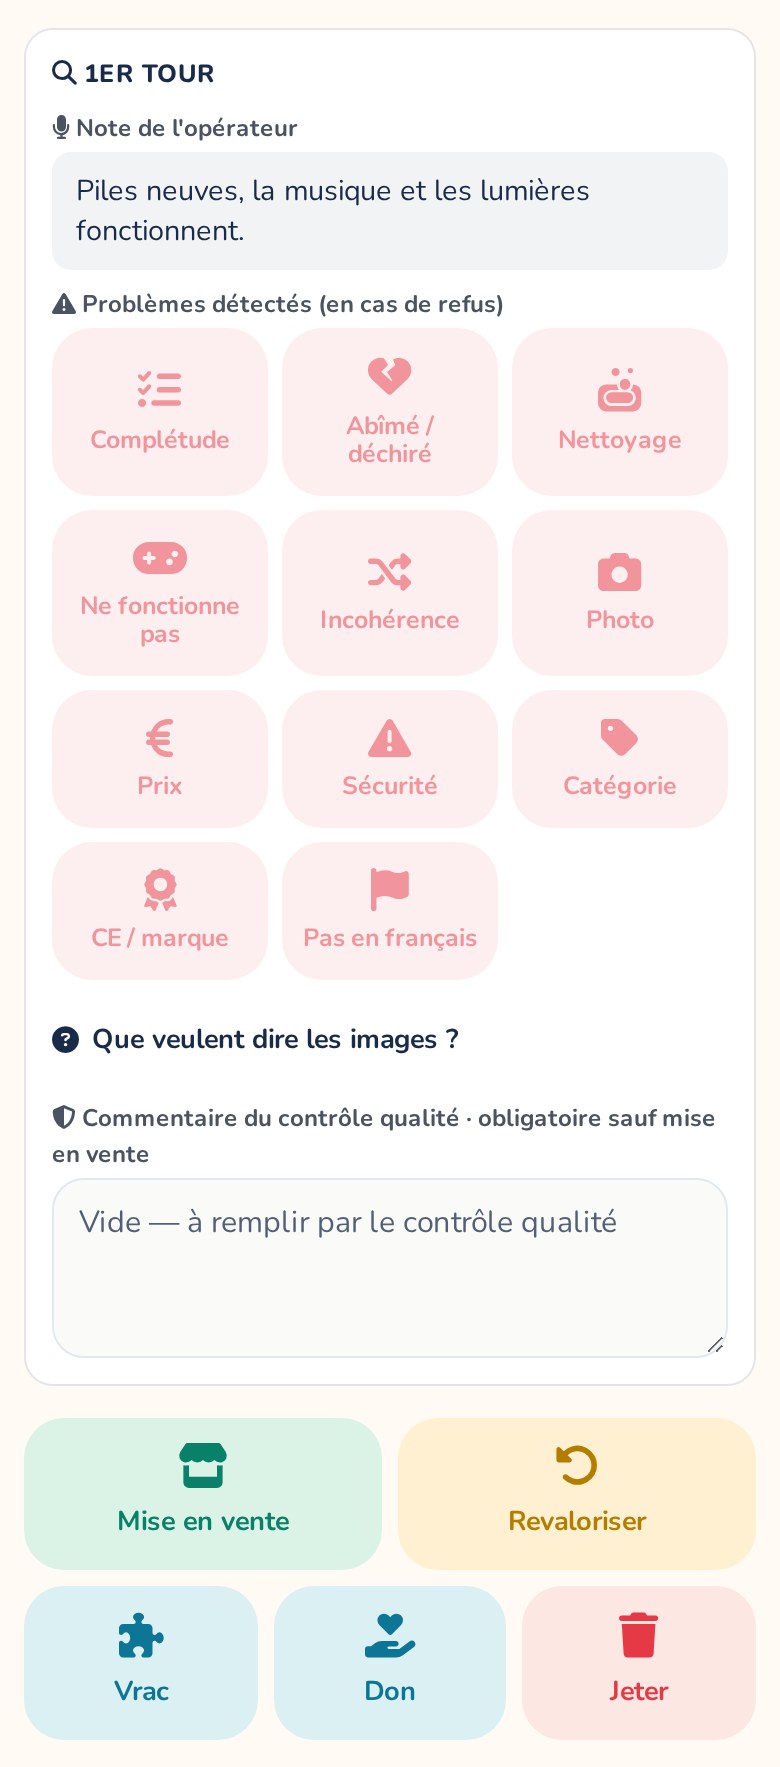 1ER TOUR
Note de l'opérateur
Piles neuves, la musique et les lumières
fonctionnent.
Problèmes détectés (en cas de refus)
Complétude
Abîmé /
déchiré
Nettoyage
Ne fonctionne
pas
Incohérence
Photo
Prix
Sécurité
Catégorie
CE / marque
Pas en français
Que veulent dire les images ?
Commentaire du contrôle qualité · obligatoire sauf mise
en vente
Vide — à remplir par le contrôle qualité
Mise en vente
Revaloriser
Vrac
Don
Jeter